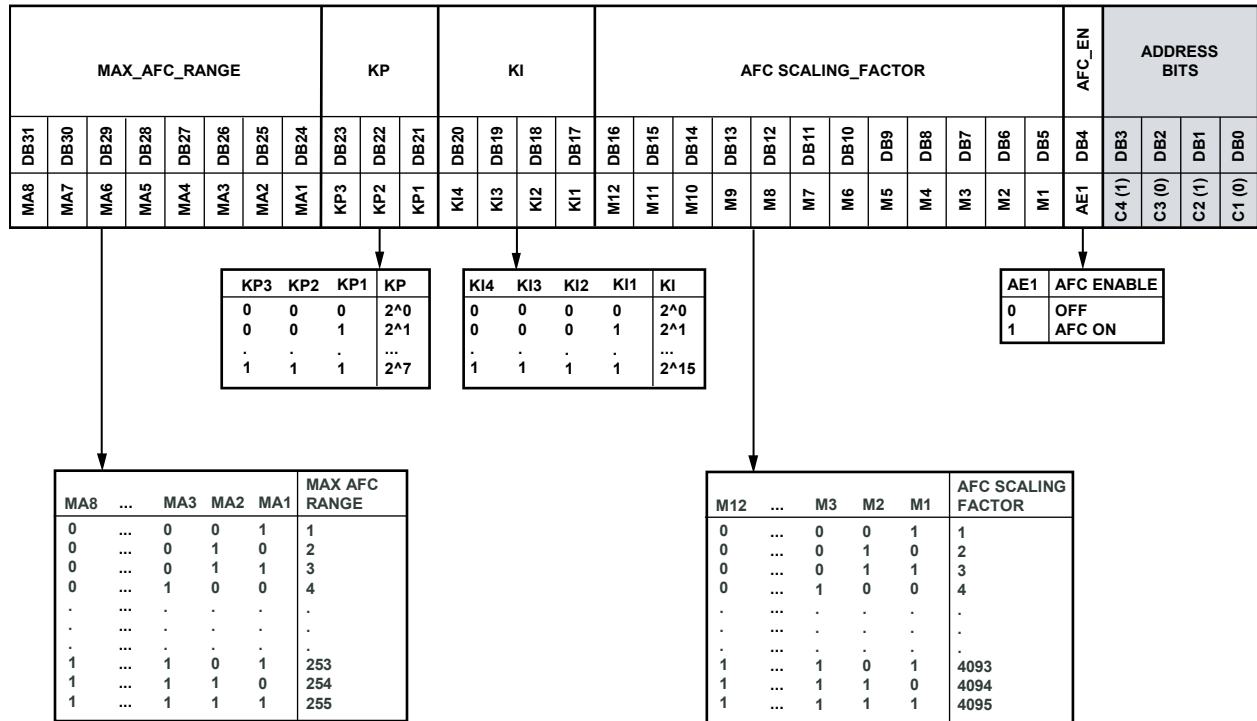 MAX_AFC_RANGE KP KI AFC SCALING_FACTOR AFC_EN ADDRESS
BITS
DB31 DB30 DB29 DB28 DB27 DB26 DB25 DB24 DB23 DB22 DB21 DB20 DB19 DB18 DB17 DB16 DB15 DB14 DB13 DB12 DB11 DB10 DB9 DB8 DB7 DB6 DB5 DB4 DB3 DB2 DB1 DB0
MA8 MA7 MA6 MA5 MA4 MA3 MA2 MA1 KP3 KP2 KP1 KI4 KI3 KI2 KI1 M12 M11 M10 M9 M8 M7 M6 M5 M4 M3 M2 M1 AE1 C4 (1) C3 (0) C2 (1) C1 (0)
KP3 KP2 KP1 KP
0 0 0 2^0
0 0 1 2^1
. . . ...
1 1 1 2^7
KI4 KI3 KI2 KI1 KI
0 0 0 0 2^0
0 0 0 1 2^1
. . . . ...
1 1 1 1 2^15
AE1 AFC ENABLE
0 OFF
1 AFC ON
MAX AFC
MA8 ... MA3 MA2 MA1 RANGE
0 ... 0 0 1 1
0 ... 0 1 0 2
0 ... 0 1 1 3
0 ... 1 0 0 4
. ... . . . .
. ... . . . .
. ... . . . .
1 ... 1 0 1 253
1 ... 1 1 0 254
1 ... 1 1 1 255
AFC SCALING
M12 ... M3 M2 M1 FACTOR
0 ... 0 0 1 1
0 ... 0 1 0 2
0 ... 0 1 1 3
0 ... 1 0 0 4
. ... . . . .
. ... . . . .
. ... . . . .
1 ... 1 0 1 4093
1 ... 1 1 0 4094
1 ... 1 1 1 4095